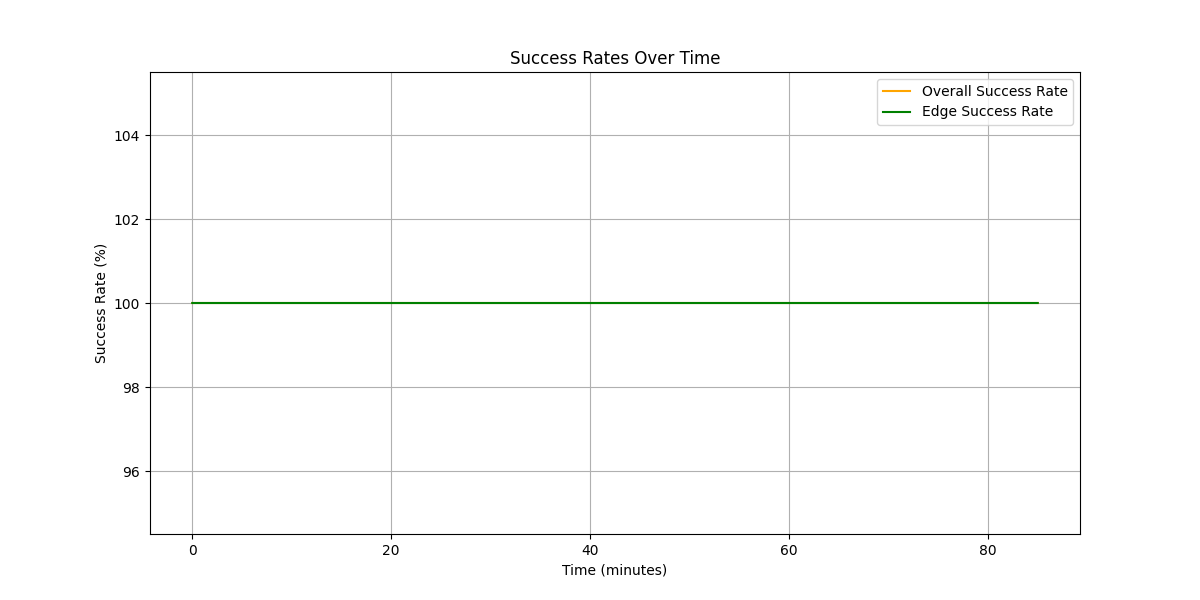 Success Rates Over Time
Overall Success Rate
Edge Success Rate
104
102
100
98
96
Success Rate (%)
0 20 40 60 80
Time (minutes)